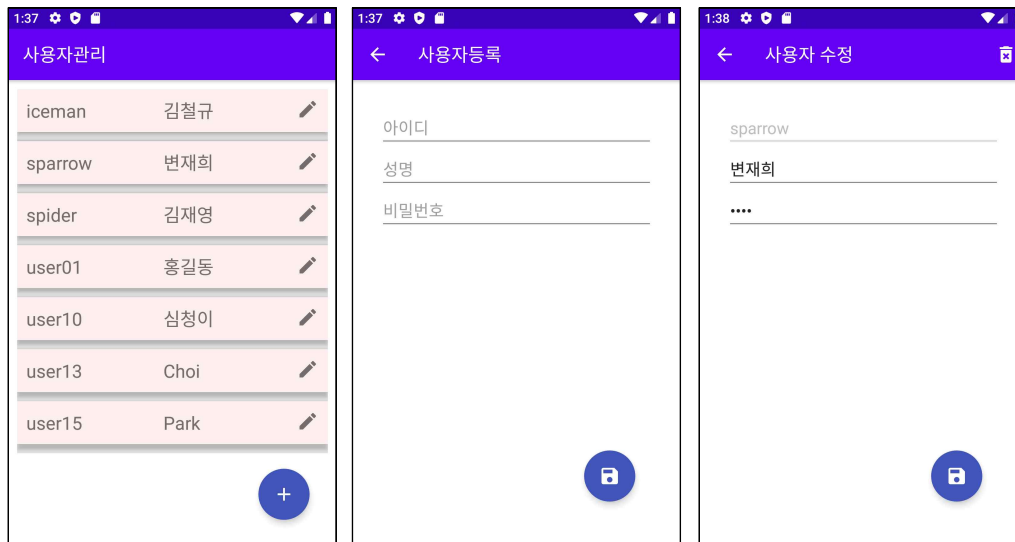 1:37
사용자관리
iceman 김철규
sparrow 변재희
spider 김재영
user01 홍길동
user10 심청이
user13 Choi
user15 Park
1:37
사용자등록
아이디
성명
비밀번호
1:38
사용자 수정
sparrow
변재희
••••